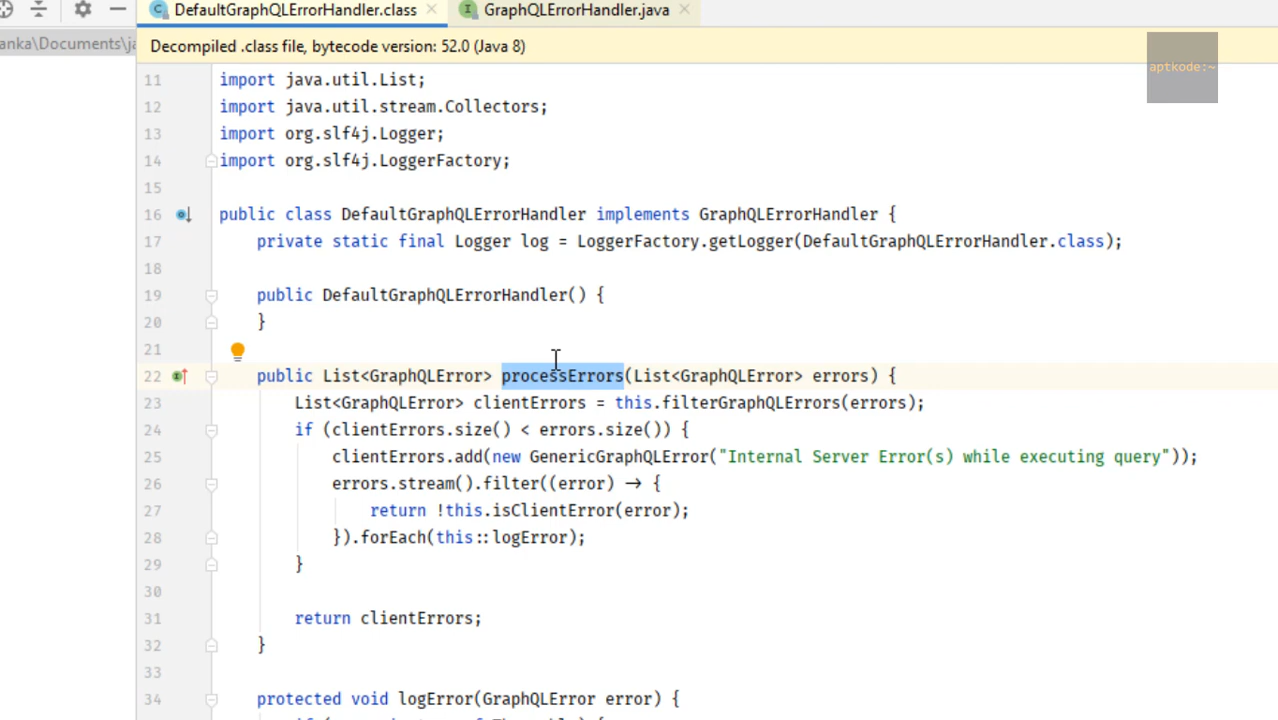 DefaultGraphQLErrorHandler.class GraphQLErrorHandler.java
anka\Documents\ja
Decompiled .class file, bytecode version: 52.0 (Java 8)
aptkode:~
11 import java.util.List;
12 import java.util.stream.Collectors;
13 import org.slf4j.Logger;
14 import org.slf4j.LoggerFactory;
15
16 public class DefaultGraphQLErrorHandler implements GraphQLErrorHandler {
17 private static final Logger log = LoggerFactory.getLogger(DefaultGraphQLErrorHandler.class);
18
19 public DefaultGraphQLErrorHandler() {
20 }
21
22 public List<GraphQLError> processErrors(List<GraphQLError> errors) {
23 List<GraphQLError> clientErrors = this.filterGraphQLErrors(errors);
24 if (clientErrors.size() < errors.size()) {
25 clientErrors.add(new GenericGraphQLError("Internal Server Error(s) while executing query"));
26 errors.stream().filter((error) -> {
27 return !this.isClientError(error);
28 }).forEach(this::logError);
29 }
30
31 return clientErrors;
32 }
33
34 protected void logError(GraphQLError error) {